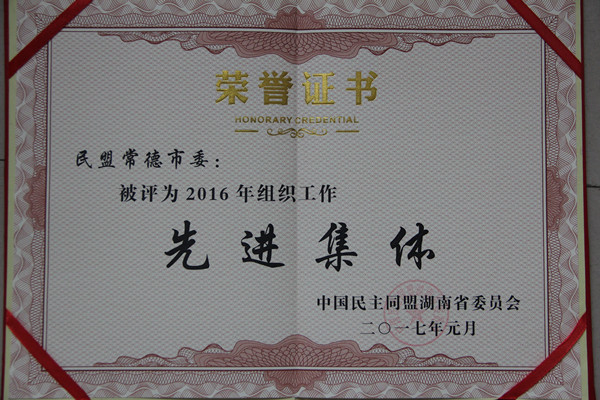 荣誉证书
HONORARY CREDENTIAL
民盟常德市委：
被评为2016年组织工作
先进集体
中国民主同盟湖南省委员会
二〇一七年元月